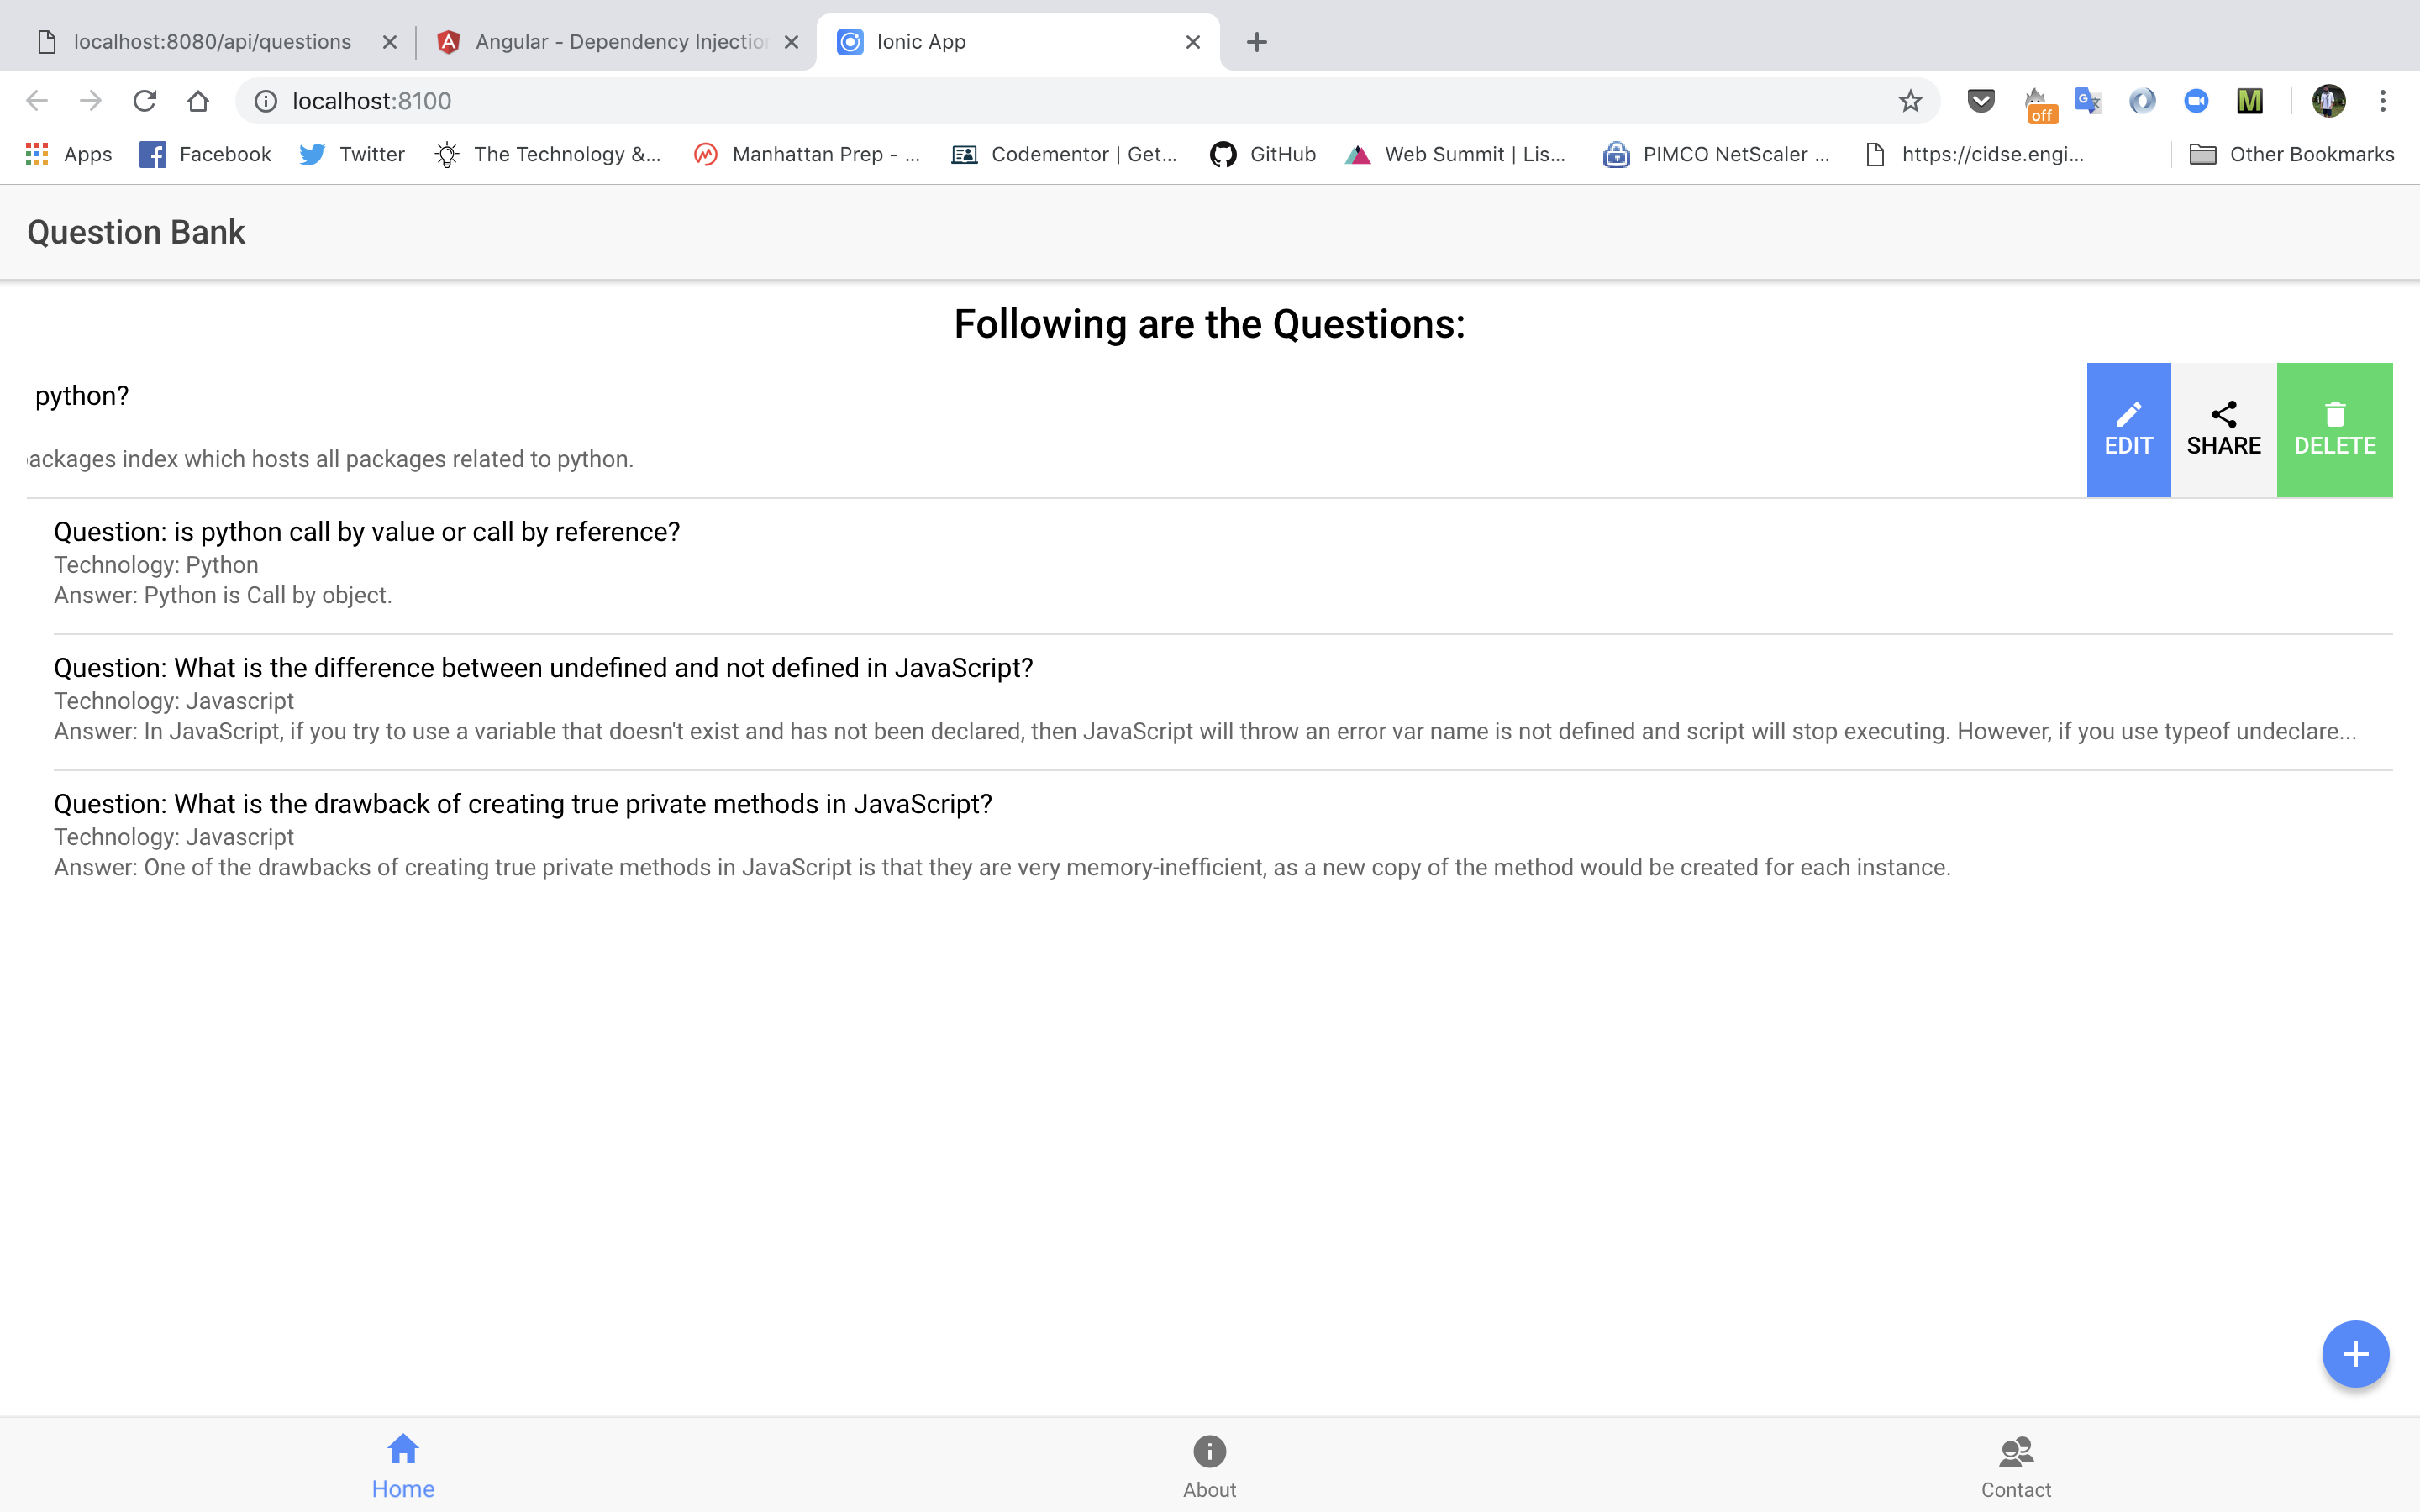 localhost:8080/api/questions
Angular - Dependency Injection
Ionic App
localhost:8100
off
Apps
Facebook
Twitter
The Technology &...
Manhattan Prep - ...
Codementor | Get...
GitHub
Web Summit | Lis...
PIMCO NetScaler ...
https://cidse.engi...
Other Bookmarks
Question Bank
Following are the Questions:
python?
ackages index which hosts all packages related to python.
EDIT
SHARE
DELETE
Question: is python call by value or call by reference?
Technology: Python
Answer: Python is Call by object.
Question: What is the difference between undefined and not defined in JavaScript?
Technology: Javascript
Answer: In JavaScript, if you try to use a variable that doesn't exist and has not been declared, then JavaScript will throw an error var name is not defined and script will stop executing. However, if you use typeof undeclare...
Question: What is the drawback of creating true private methods in JavaScript?
Technology: Javascript
Answer: One of the drawbacks of creating true private methods in JavaScript is that they are very memory-inefficient, as a new copy of the method would be created for each instance.
Home
About
Contact